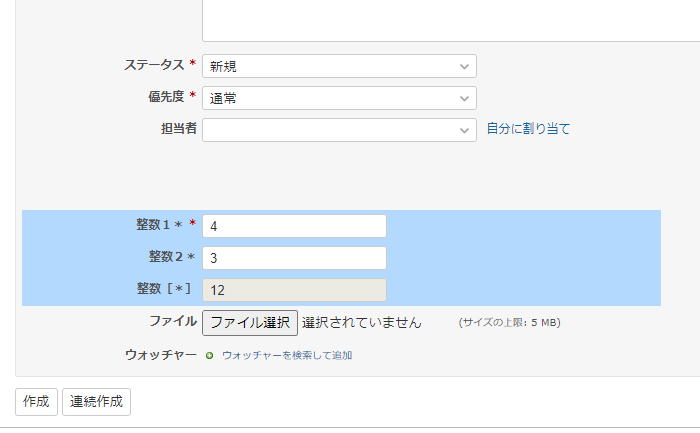 ステータス * 新規
優先度 * 通常
担当者 自分に割り当て
整数１＊ * 4
整数２＊ 3
整数［＊］ 12
ファイル ファイル選択 選択されていません (サイズの上限: 5 MB)
ウォッチャー ウォッチャーを検索して追加
作成 連続作成